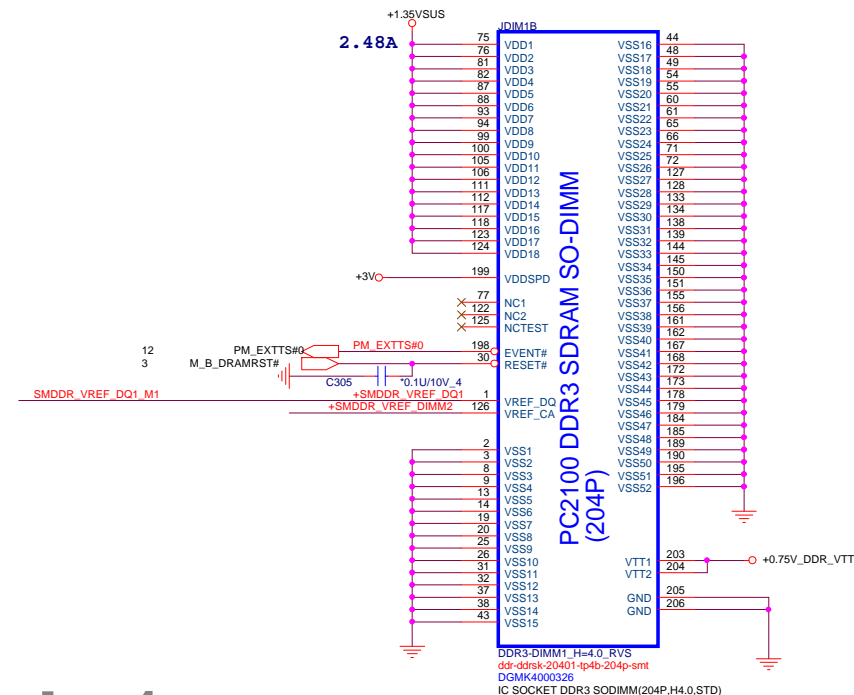 +1.35VSUS
2.48A
JDIM1B
75 VDD1 VSS16 44
76 VDD2 VSS17 48
81 VDD3 VSS18 49
82 VDD4 VSS19 54
87 VDD5 VSS20 55
88 VDD6 VSS21 60
93 VDD7 VSS22 61
94 VDD8 VSS23 65
99 VDD9 VSS24 66
100 VDD10 VSS25 71
105 VDD11 VSS26 72
106 VDD12 VSS27 127
111 VDD13 VSS28 128
112 VDD14 VSS29 133
117 VDD15 VSS30 134
118 VDD16 VSS31 138
123 VDD17 VSS32 139
124 VDD18 VSS33 144
VSS34 145
+3V 199 VDDSPD VSS35 150
VSS36 151
77 NC1 VSS37 155
122 NC2 VSS38 156
125 NCTEST VSS39 161
VSS40 162
12 PM_EXTTS#0 PM_EXTTS#0 198 EVENT# VSS41 167
3 M_B_DRAMRST# 30 RESET# VSS42 168
VSS43 172
C305 *0.1U/10V_4 VSS44 173
SMDDR_VREF_DQ1_M1 +SMDDR_VREF_DQ1 1 VREF_DQ VSS45 178
+SMDDR_VREF_DIMM2 126 VREF_CA VSS46 179
VSS47 184
VSS48 185
2 VSS1 VSS49 189
3 VSS2 VSS50 190
8 VSS3 VSS51 195
9 VSS4 VSS52 196
13 VSS5
14 VSS6
19 VSS7
20 VSS8
25 VSS9
26 VSS10 VTT1 203 +0.75V_DDR_VTT
31 VSS11 VTT2 204
32 VSS12
37 VSS13 GND 205
38 VSS14 GND 206
43 VSS15
PC2100 DDR3 SDRAM SO-DIMM
(204P)
DDR3-DIMM1_H=4.0_RVS
ddr-ddrsk-20401-tp4b-204p-smt
DGMK4000326
IC SOCKET DDR3 SODIMM(204P,H4.0,STD)